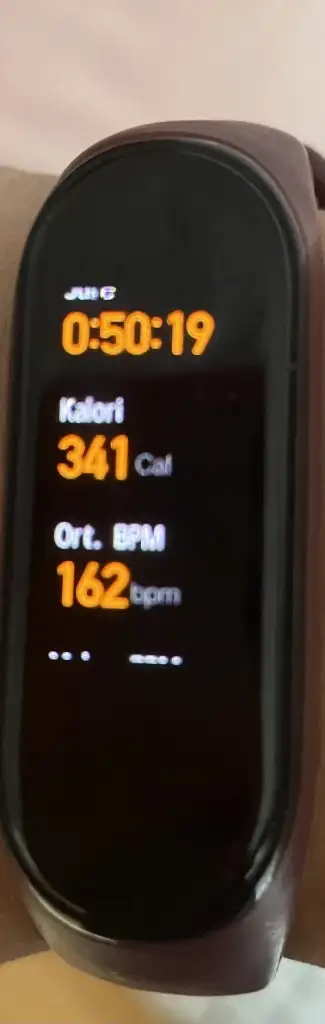 0:50:19
Kalori
341 Cal
Ort. BPM
162 bpm